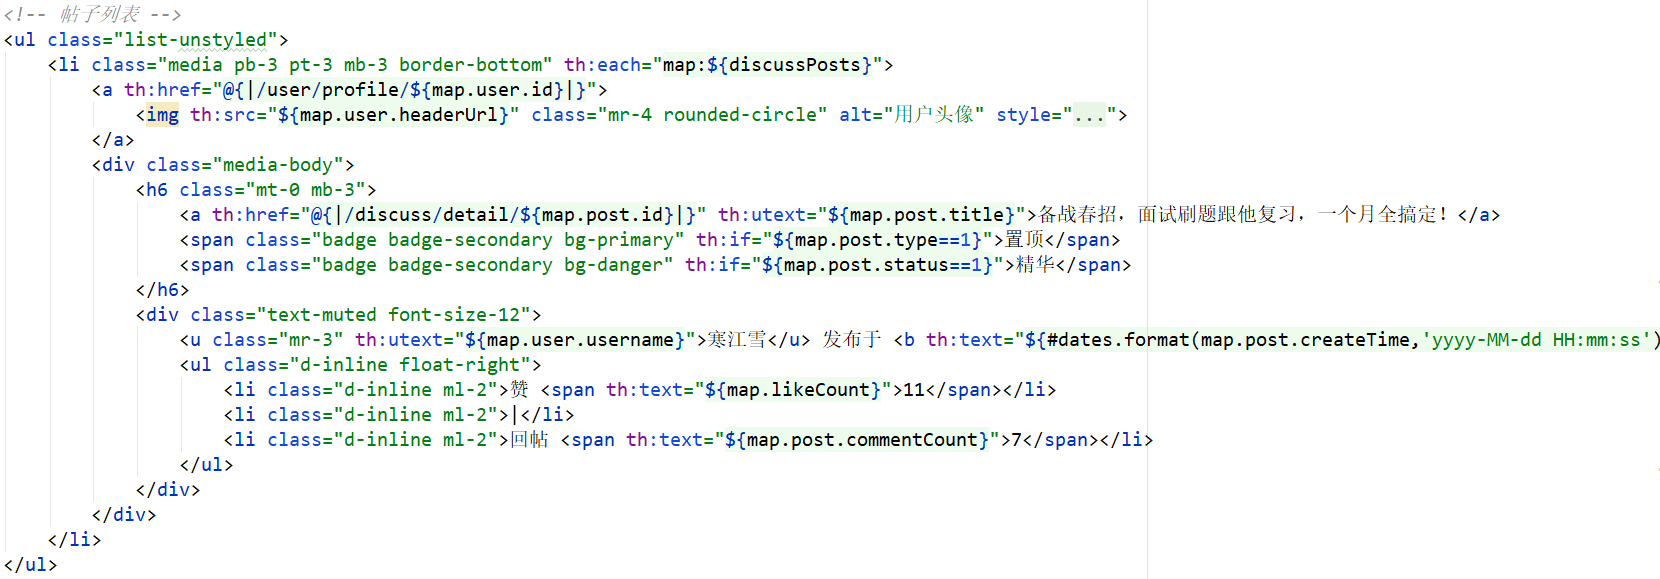 <!-- 帖子列表 -->
<ul class="list-unstyled">
    <li class="media pb-3 pt-3 mb-3 border-bottom" th:each="map:${discussPosts}">
        <a th:href="@{|/user/profile/${map.user.id}|}">
            <img th:src="${map.user.headerUrl}" class="mr-4 rounded-circle" alt="用户头像" style="...">
        </a>
        <div class="media-body">
            <h6 class="mt-0 mb-3">
                <a th:href="@{|/discuss/detail/${map.post.id}|}" th:utext="${map.post.title}">备战春招，面试刷题跟他复习，一个月全搞定！</a>
                <span class="badge badge-secondary bg-primary" th:if="${map.post.type==1}">置顶</span>
                <span class="badge badge-secondary bg-danger" th:if="${map.post.status==1}">精华</span>
            </h6>
            <div class="text-muted font-size-12">
                <u class="mr-3" th:utext="${map.user.username}">寒江雪</u> 发布于 <b th:text="${#dates.format(map.post.createTime,'yyyy-MM-dd HH:mm:ss')
                <ul class="d-inline float-right">
                    <li class="d-inline ml-2">赞 <span th:text="${map.likeCount}">11</span></li>
                    <li class="d-inline ml-2">|</li>
                    <li class="d-inline ml-2">回帖 <span th:text="${map.post.commentCount}">7</span></li>
                </ul>
            </div>
        </div>
    </li>
</ul>